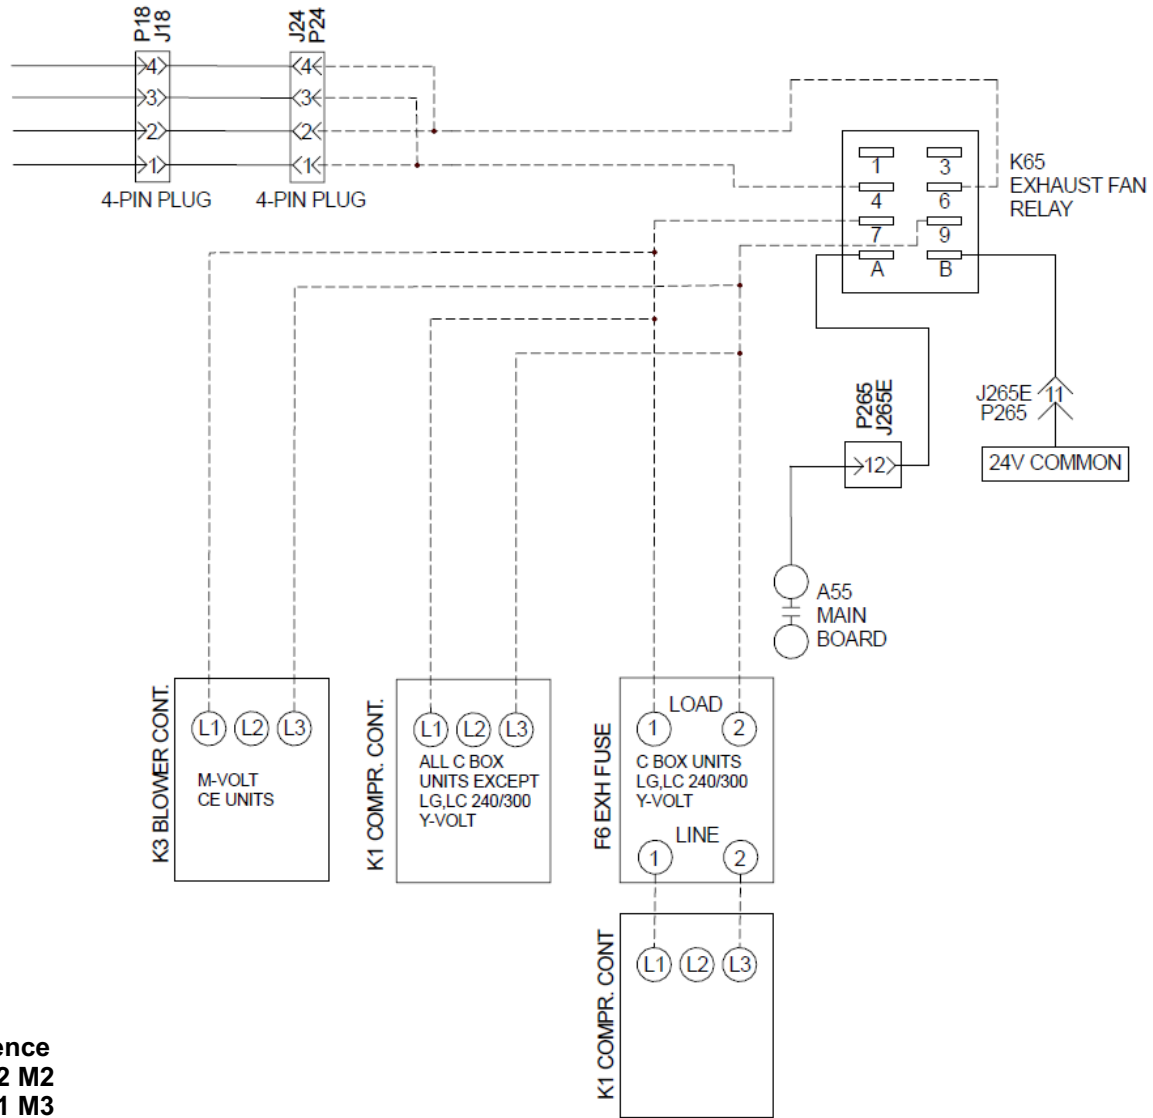 P18
J18
J24
P24
4
3
2
1
4
3
2
1
4-PIN PLUG
4-PIN PLUG
1
3
4
6
7
9
A
B
K65
EXHAUST FAN
RELAY
P265
J265E
12
J265E
P265
11
24V COMMON
A55
MAIN
BOARD
K3 BLOWER CONT.
L1
L2
L3
M-VOLT
CE UNITS
K1 COMPR. CONT.
L1
L2
L3
ALL C BOX
UNITS EXCEPT
LG,LC 240/300
Y-VOLT
F6 EXH FUSE
LOAD
1
2
C BOX UNITS
LG,LC 240/300
Y-VOLT
LINE
1
2
K1 COMPR. CONT
L1
L2
L3
ence
2 M2
1 M3